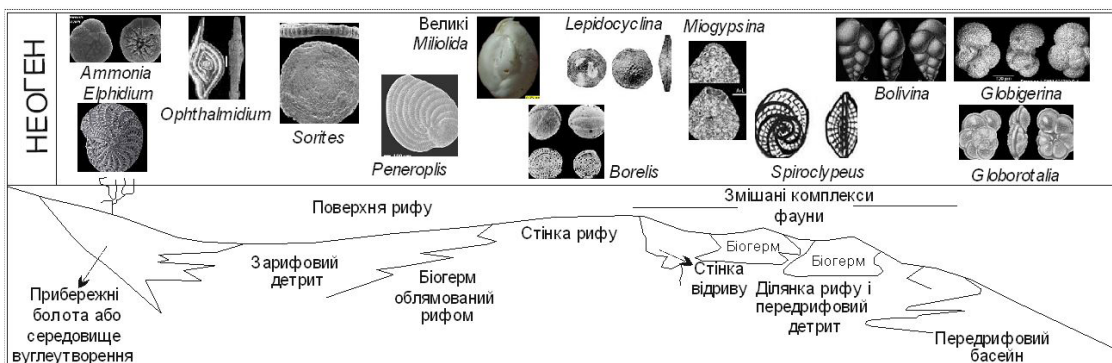 НЕОГЕН
Ammonia
Elphidium
Ophthalmidium
Sorites
Peneroplis
Великі
Miliolida
Lepidocyclina
Borelis
Miogypsina
Spiroclypeus
Bolivina
Globigerina
Globorotalia
Поверхня рифу
Змішані комплекси
фауни
Стінка рифу
Зарифовий
детрит
Біогерм
облямований
рифом
Біогерм
Біогерм
Стінка
відриву
Ділянка рифу і
передрифовий
детрит
Прибережні
болота або
середовище
вуглеутворення
Передрифовий
басейн